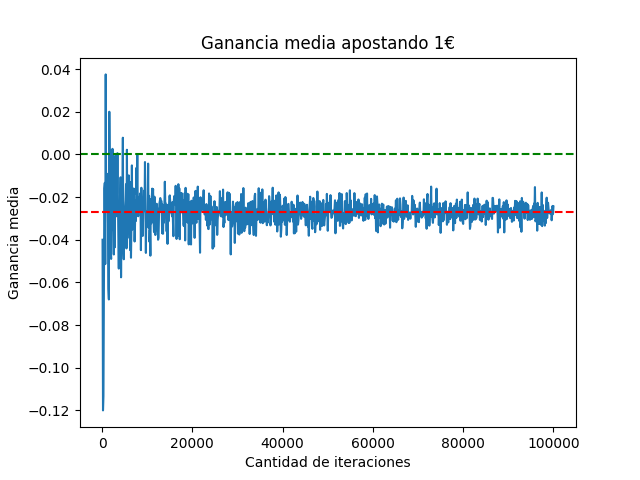 Ganancia media apostando 1€
0.04
0.02
0.00
−0.02
−0.04
−0.06
−0.08
−0.10
−0.12
Ganancia media
0 20000 40000 60000 80000 100000
Cantidad de iteraciones